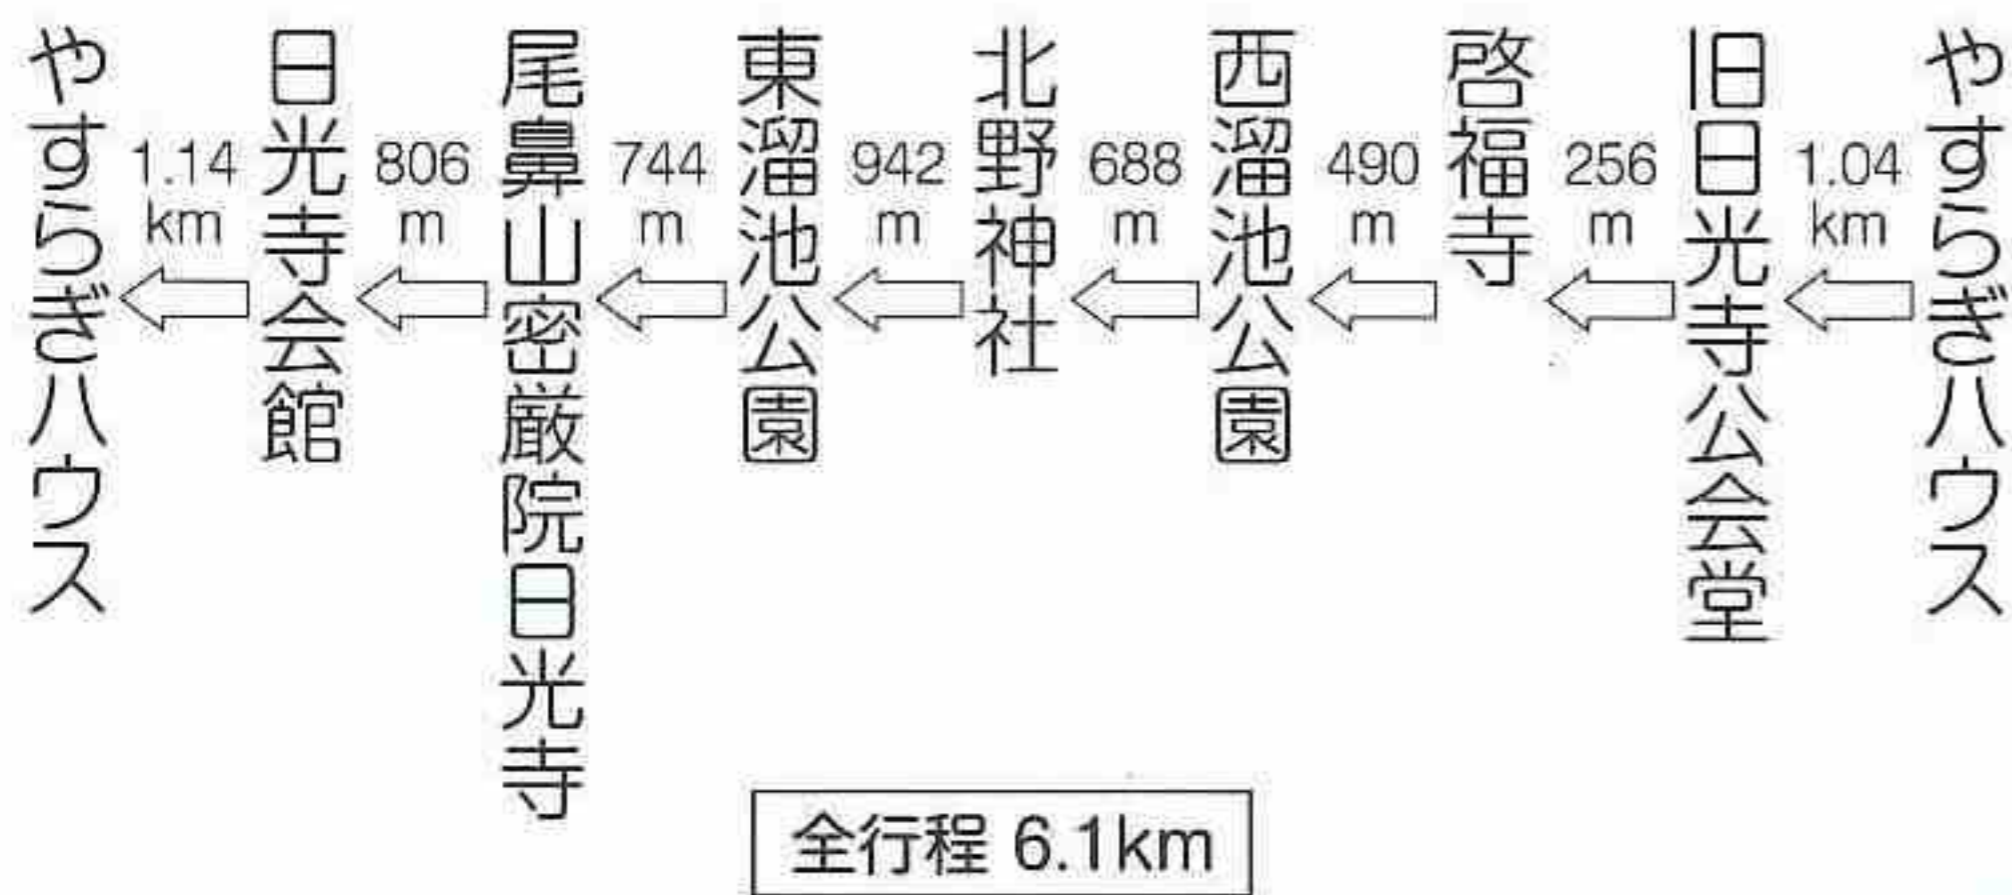 やすらぎハウス
1.04
km
旧日光寺公会堂
256
m
啓福寺
490
m
西溜池公園
688
m
北野神社
942
m
東溜池公園
744
m
尾鼻山密厳院日光寺
806
m
日光寺会館
1.14
km
やすらぎハウス
全行程 6.1km